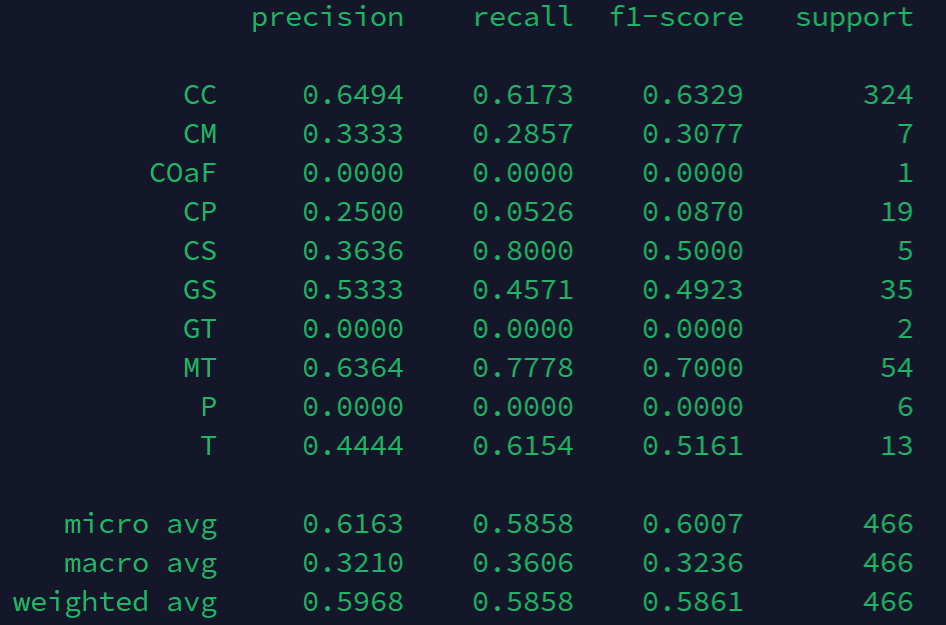 precision recall f1-score support
CC 0.6494 0.6173 0.6329 324
CM 0.3333 0.2857 0.3077 7
COaF 0.0000 0.0000 0.0000 1
CP 0.2500 0.0526 0.0870 19
CS 0.3636 0.8000 0.5000 5
GS 0.5333 0.4571 0.4923 35
GT 0.0000 0.0000 0.0000 2
MT 0.6364 0.7778 0.7000 54
P 0.0000 0.0000 0.0000 6
T 0.4444 0.6154 0.5161 13
micro avg 0.6163 0.5858 0.6007 466
macro avg 0.3210 0.3606 0.3236 466
weighted avg 0.5968 0.5858 0.5861 466